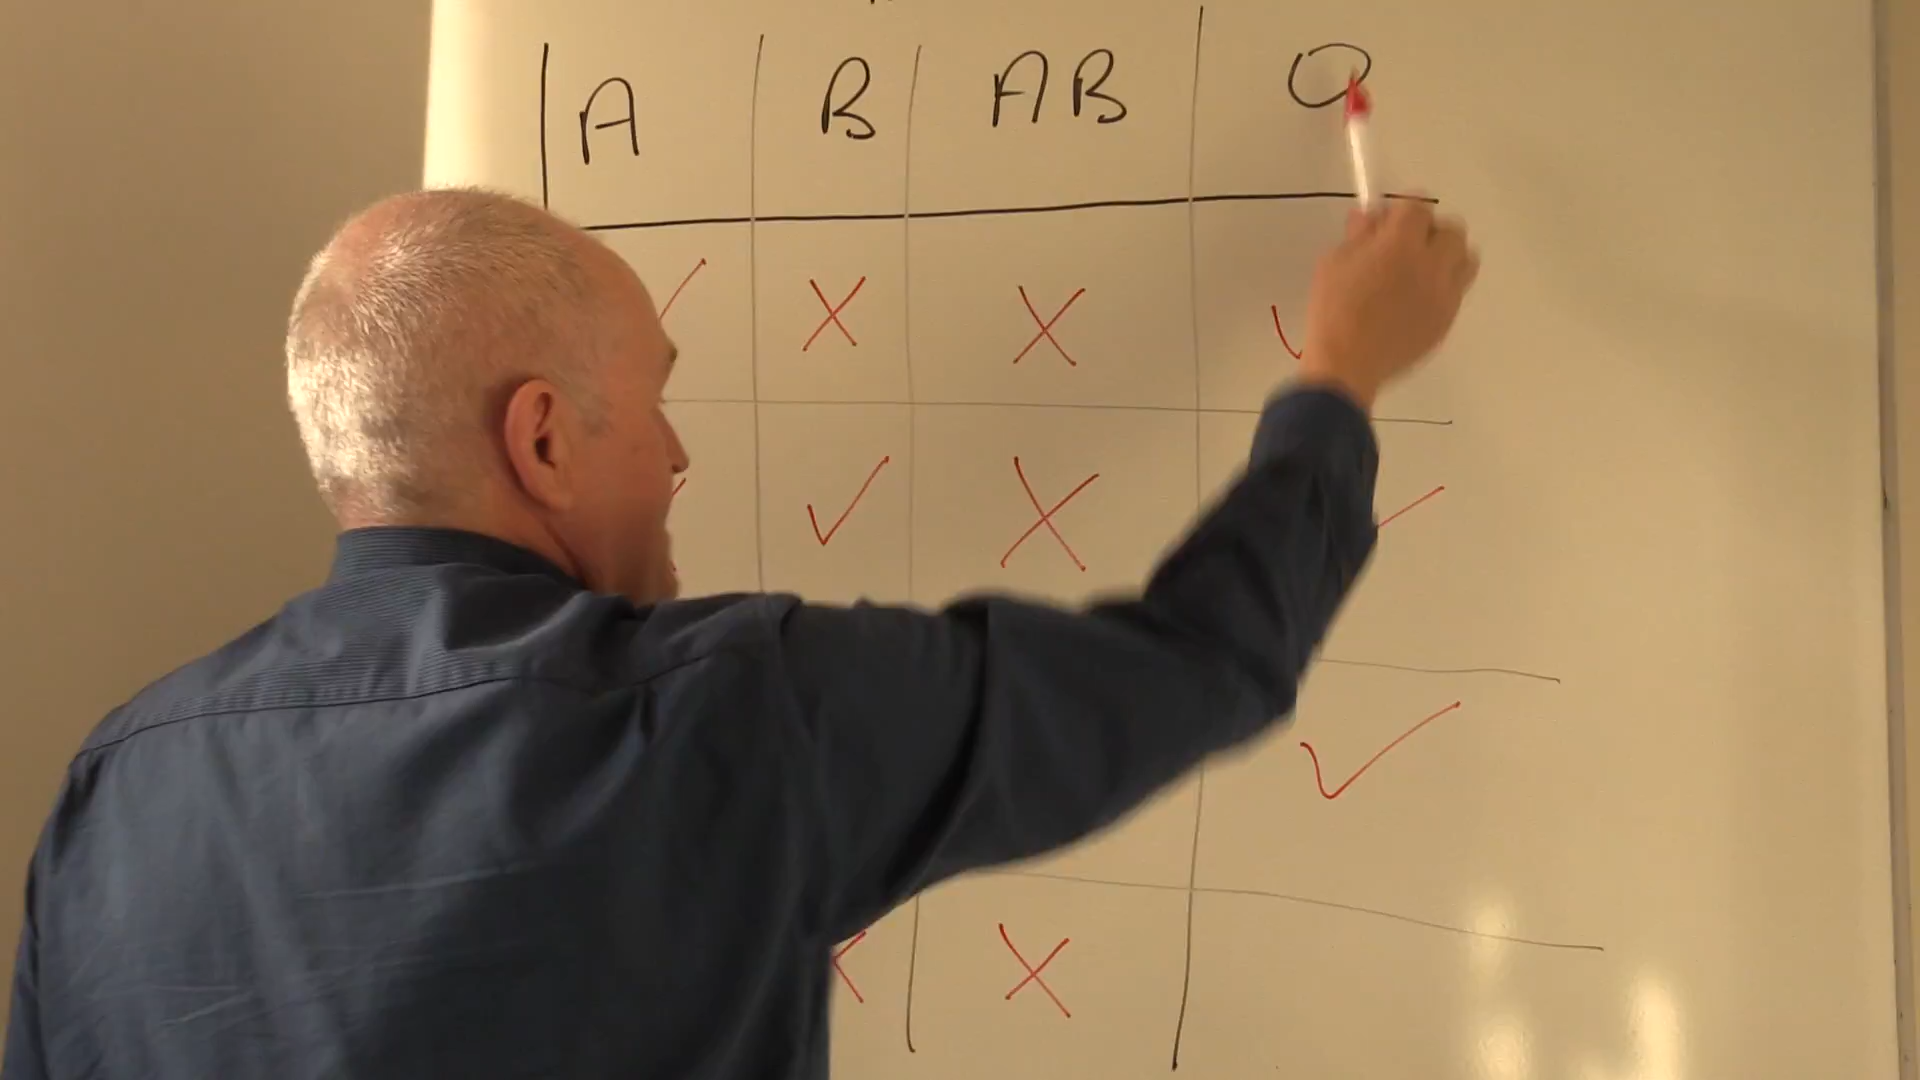 A B AB O
✓ X X ✓
✓ X ✓
✓
X X